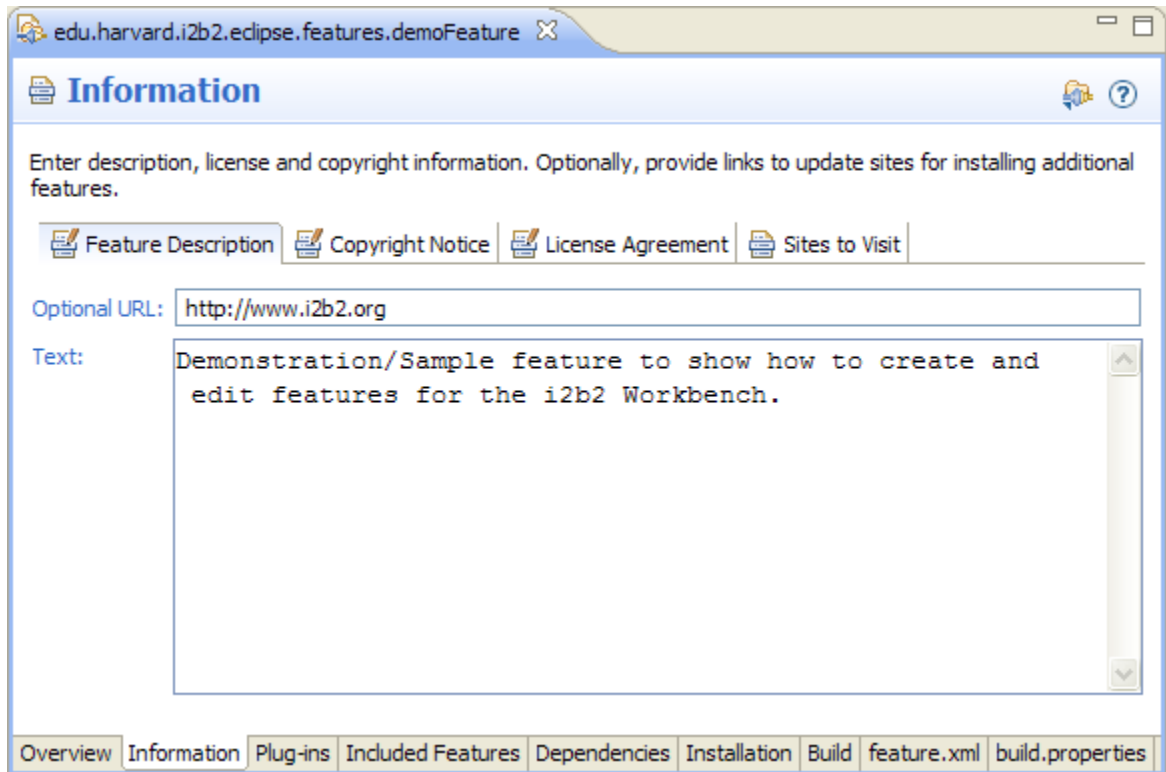 edu.harvard.i2b2.eclipse.features.demoFeature
Information
Enter description, license and copyright information. Optionally, provide links to update sites for installing additional
features.
Feature Description Copyright Notice License Agreement Sites to Visit
Optional URL: http://www.i2b2.org
Text: Demonstration/Sample feature to show how to create and
edit features for the i2b2 Workbench.
Overview Information Plug-ins Included Features Dependencies Installation Build feature.xml build.properties